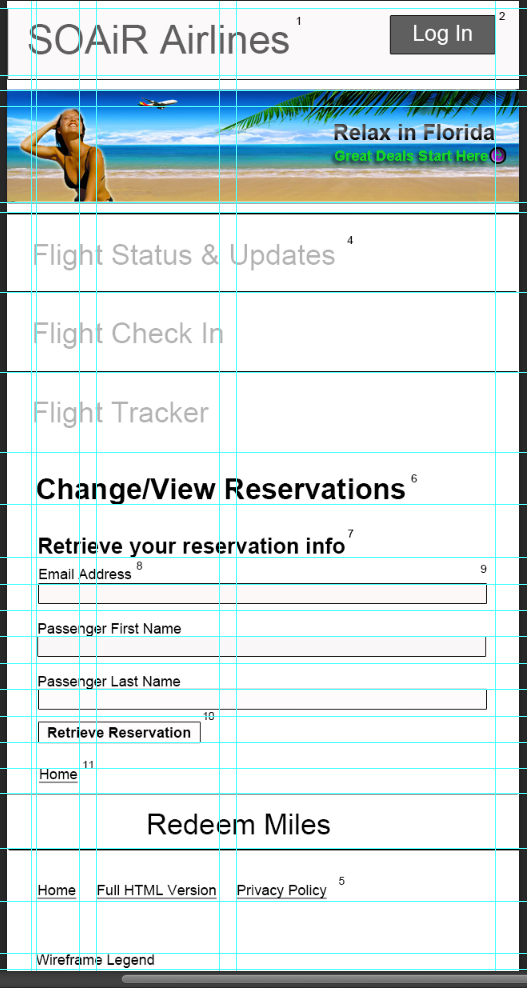 SOAiR Airlines 1
Log In 2
Relax in Florida
Great Deals Start Here
Flight Status & Updates 4
Flight Check In
Flight Tracker
Change/View Reservations 6
Retrieve your reservation info 7
Email Address 8 9
Passenger First Name
Passenger Last Name
Retrieve Reservation 10
Home 11
Redeem Miles
Home Full HTML Version Privacy Policy 5
Wireframe Legend